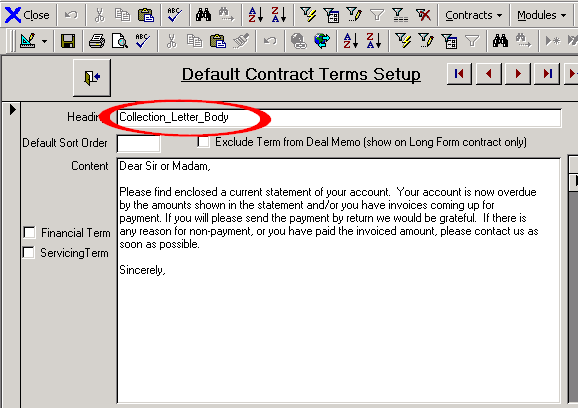 Close Contracts Modules
Default Contract Terms Setup
Heading Collection_Letter_Body
Default Sort Order Exclude Term from Deal Memo (show on Long Form contract only)
Content Dear Sir or Madam,
Please find enclosed a current statement of your account. Your account is now overdue
by the amounts shown in the statement and/or you have invoices coming up for
payment. If you will please send the payment by return we would be grateful. If there is
any reason for non-payment, or you have paid the invoiced amount, please contact us as
soon as possible.
Financial Term
ServicingTerm
Sincerely,